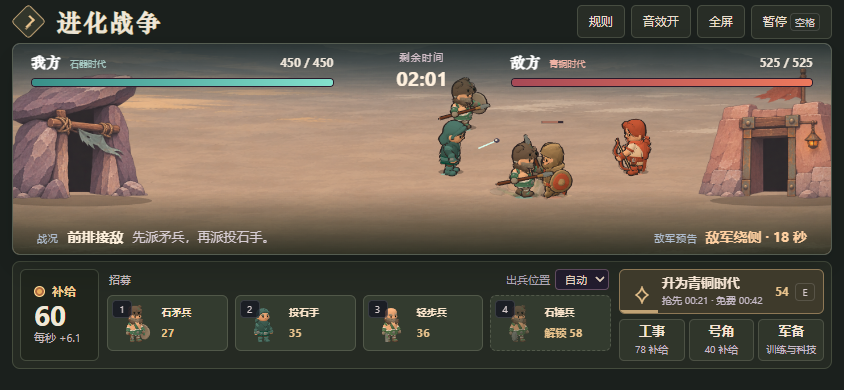 进化战争
规则 音效开 全屏 暂停 空格
我方 石器时代 450 / 450
剩余时间
02:01
敌方 青铜时代 525 / 525
战况 前排接敌 先派矛兵，再派投石手。
敌军预告 敌军绕侧 · 18 秒
补给
60
每秒 +6.1
招募
出兵位置 自动
1 石矛兵
27
2 投石手
35
3 轻步兵
36
4 石锤兵
解锁 58
升为青铜时代
抢先 00:21 · 免费 00:42
54 E
工事
78 补给
号角
40 补给
军备
训练与科技